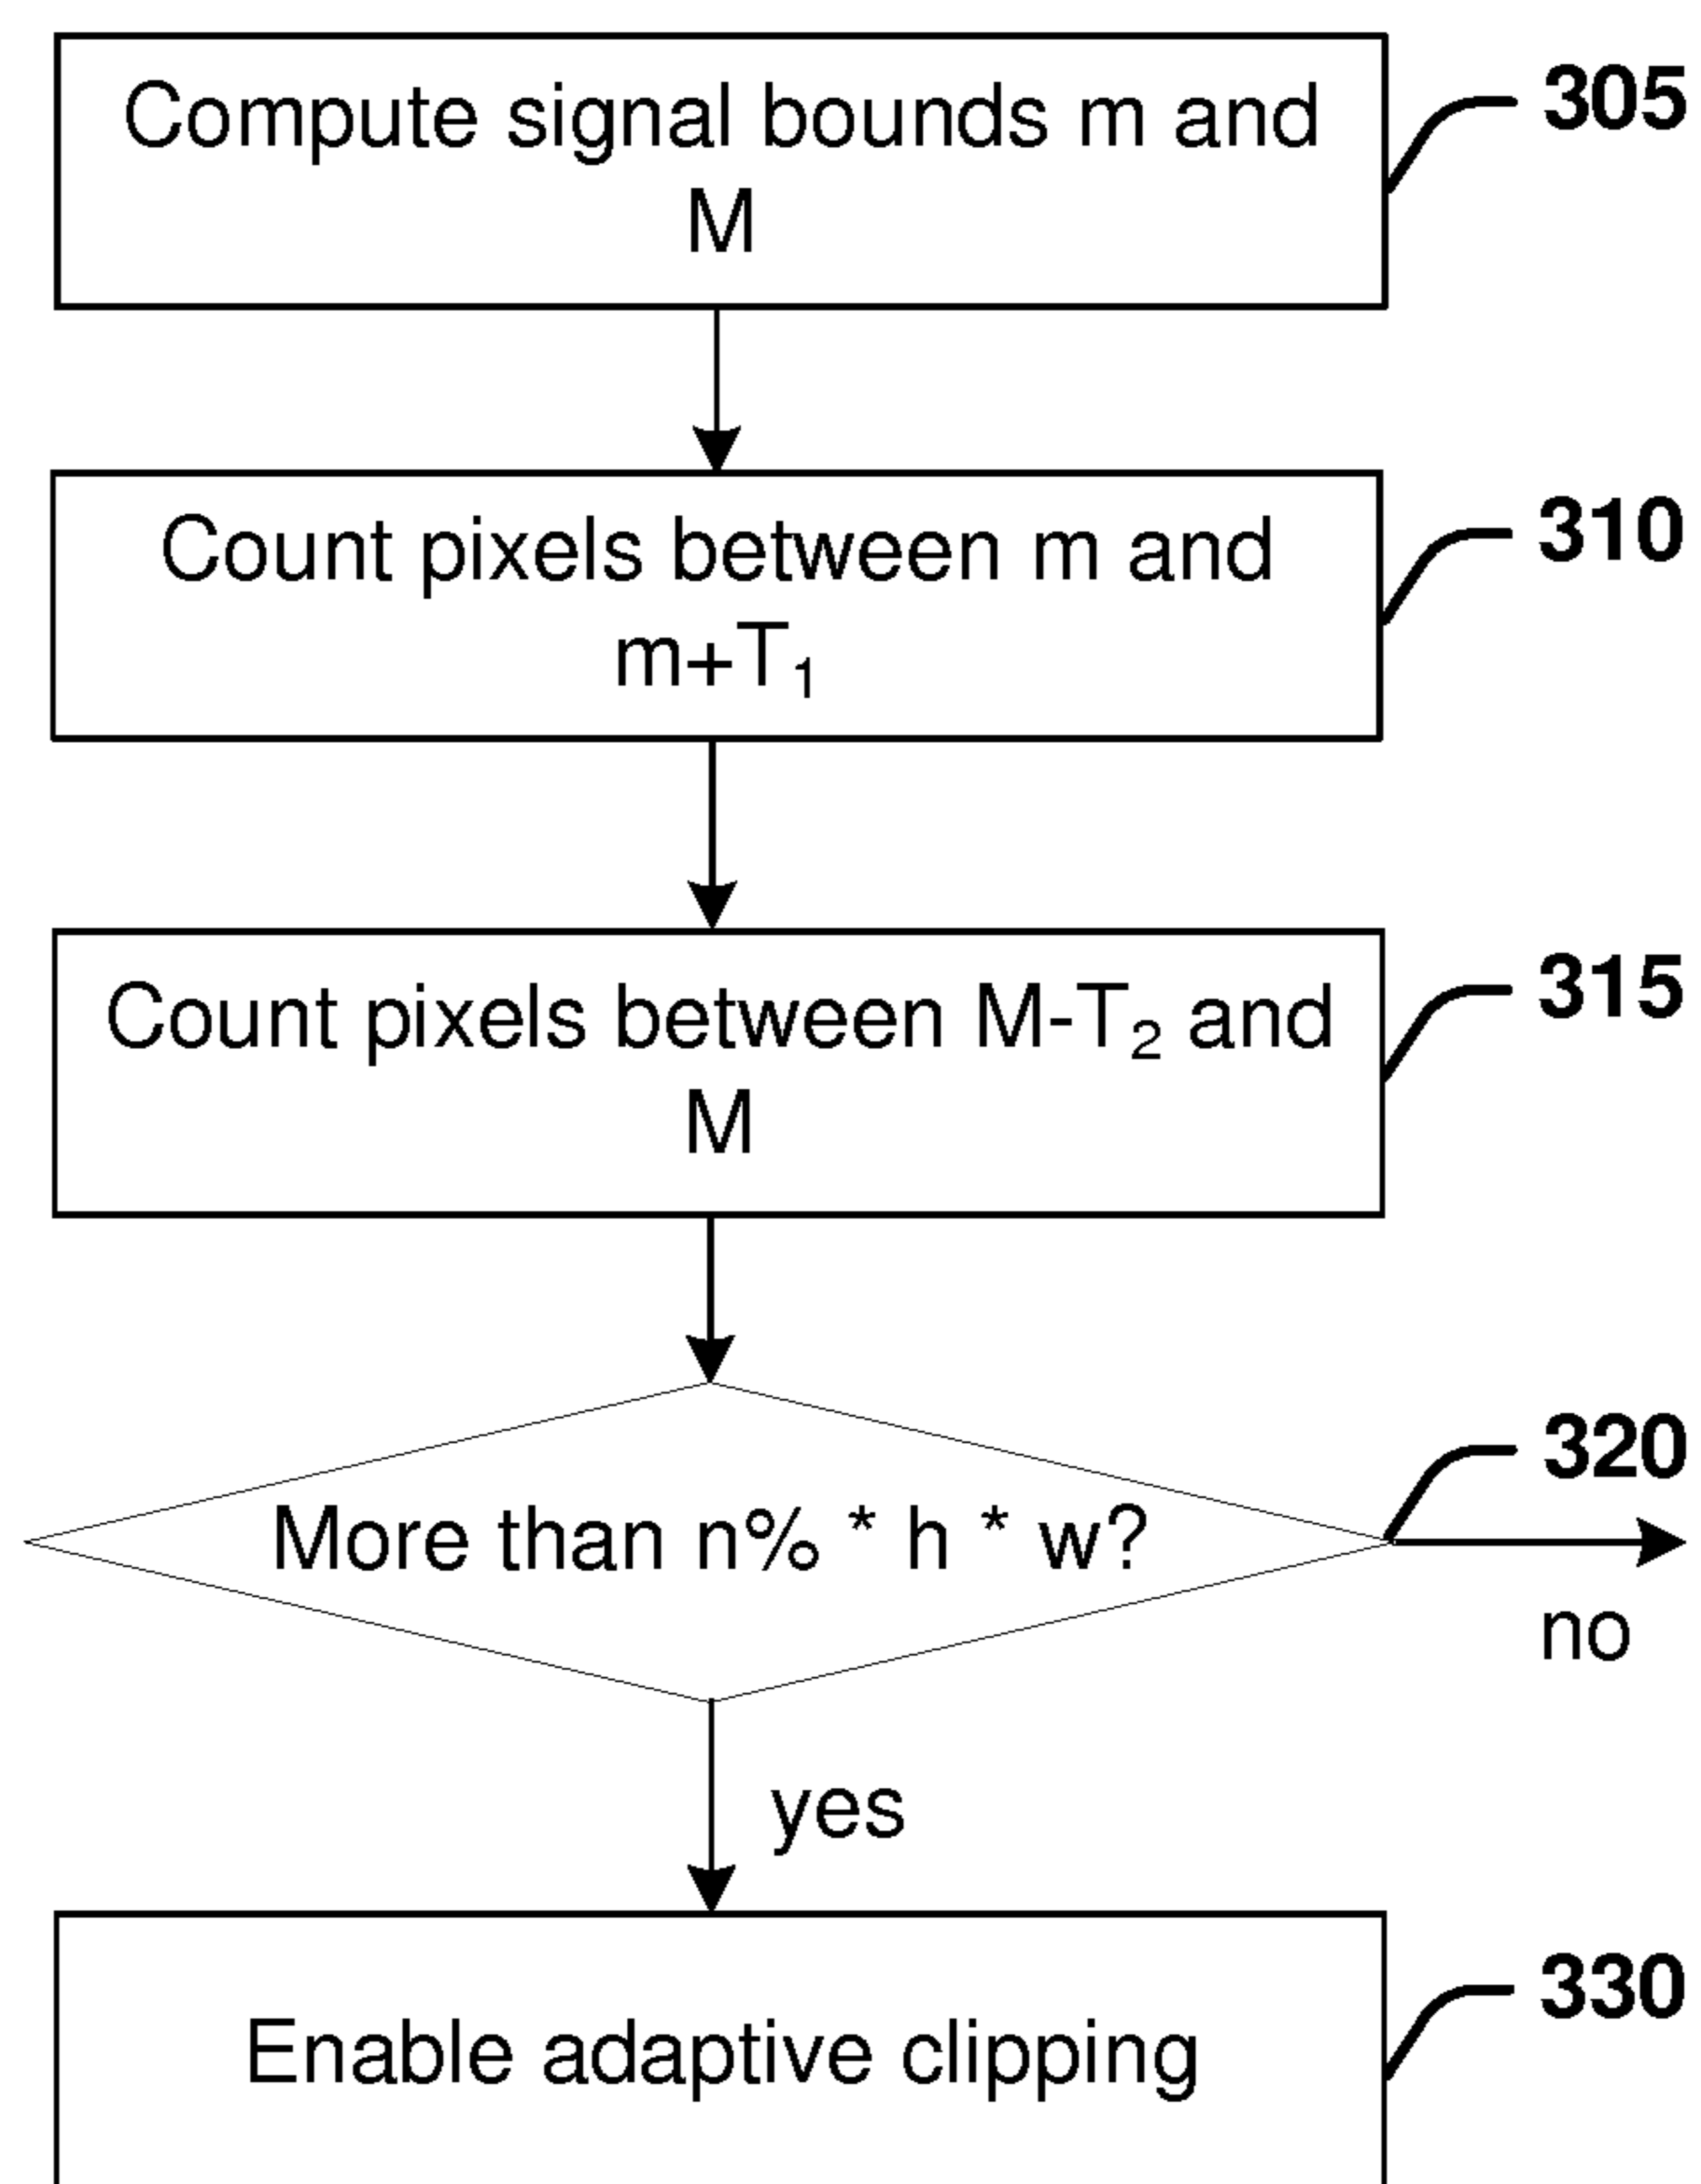 Compute signal bounds m and
M
305
Count pixels between m and
m+T₁
310
Count pixels between M-T₂ and
M
315
More than n% * h * w?
320
no
yes
Enable adaptive clipping
330